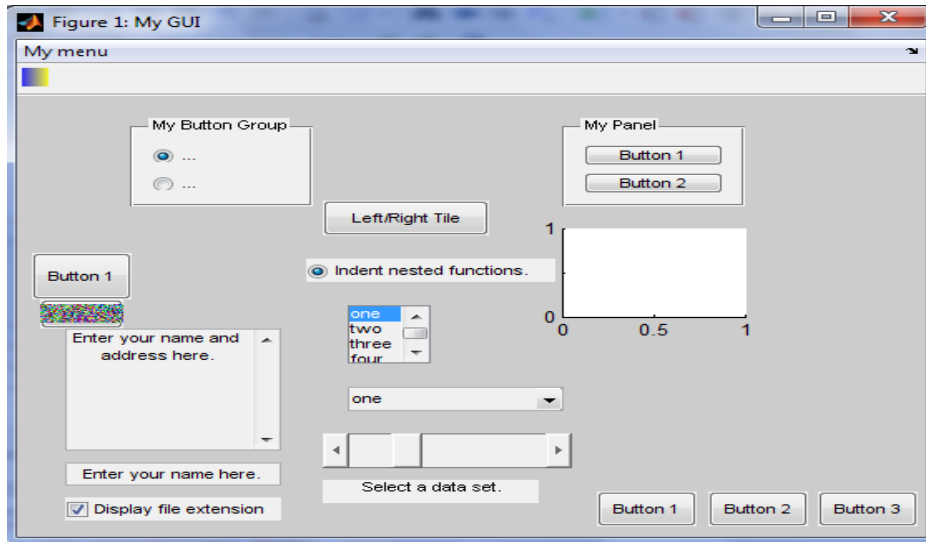 Figure 1: My GUI
My menu
My Button Group
...
...
My Panel
Button 1
Button 2
Left/Right Tile
Button 1
Indent nested functions.
1
0
0
0.5
1
one
two
three
four
Enter your name and
address here.
one
Enter your name here.
Select a data set.
Display file extension
Button 1
Button 2
Button 3